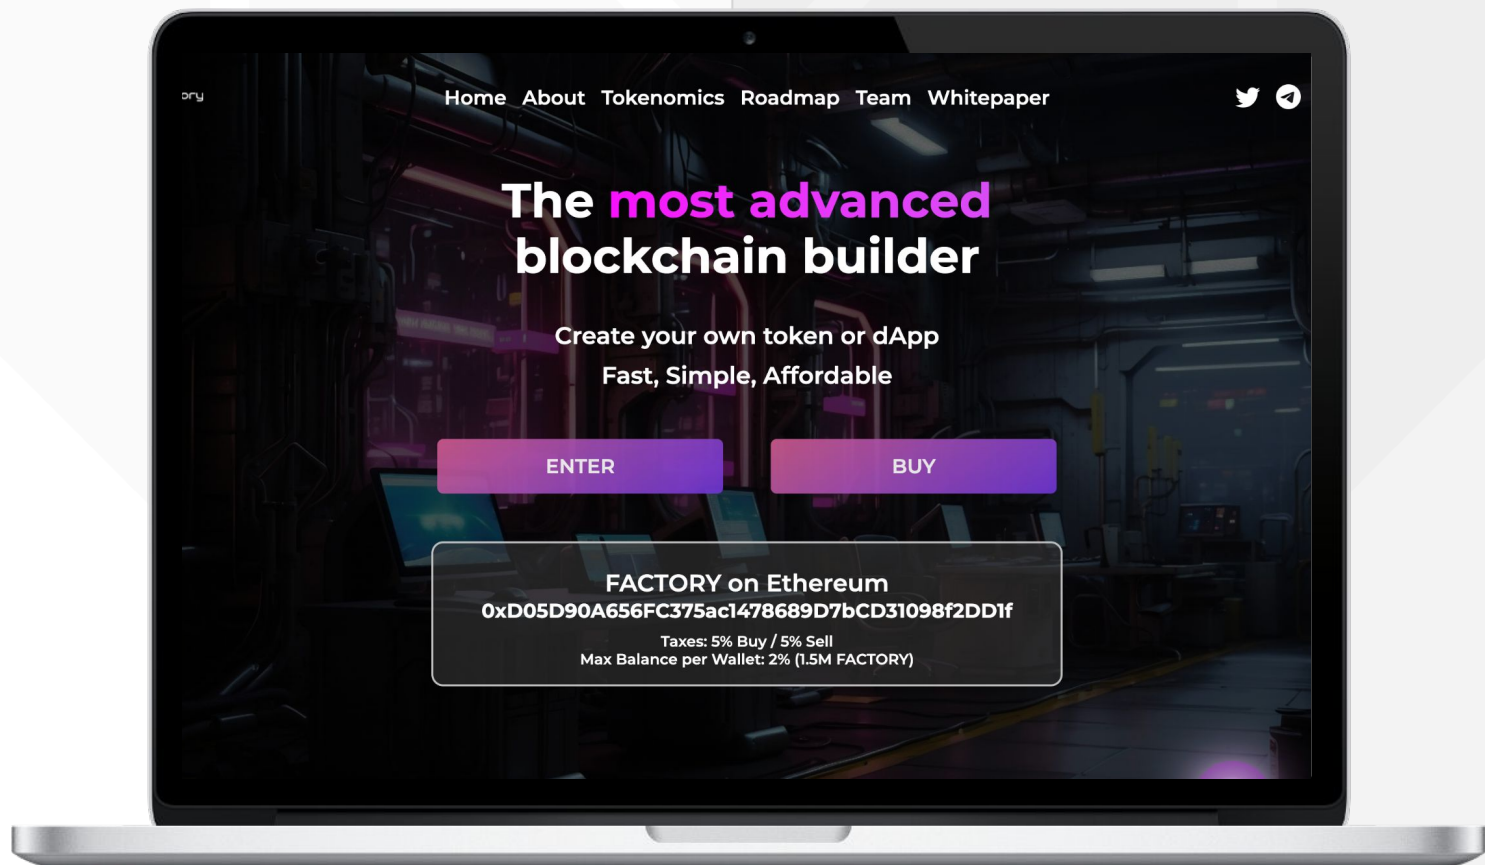 ory
Home About Tokenomics Roadmap Team Whitepaper
The most advanced
blockchain builder
Create your own token or dApp
Fast, Simple, Affordable
ENTER
BUY
FACTORY on Ethereum
0xD05D90A656FC375ac1478689D7bCD31098f2DD1f
Taxes: 5% Buy / 5% Sell
Max Balance per Wallet: 2% (1.5M FACTORY)